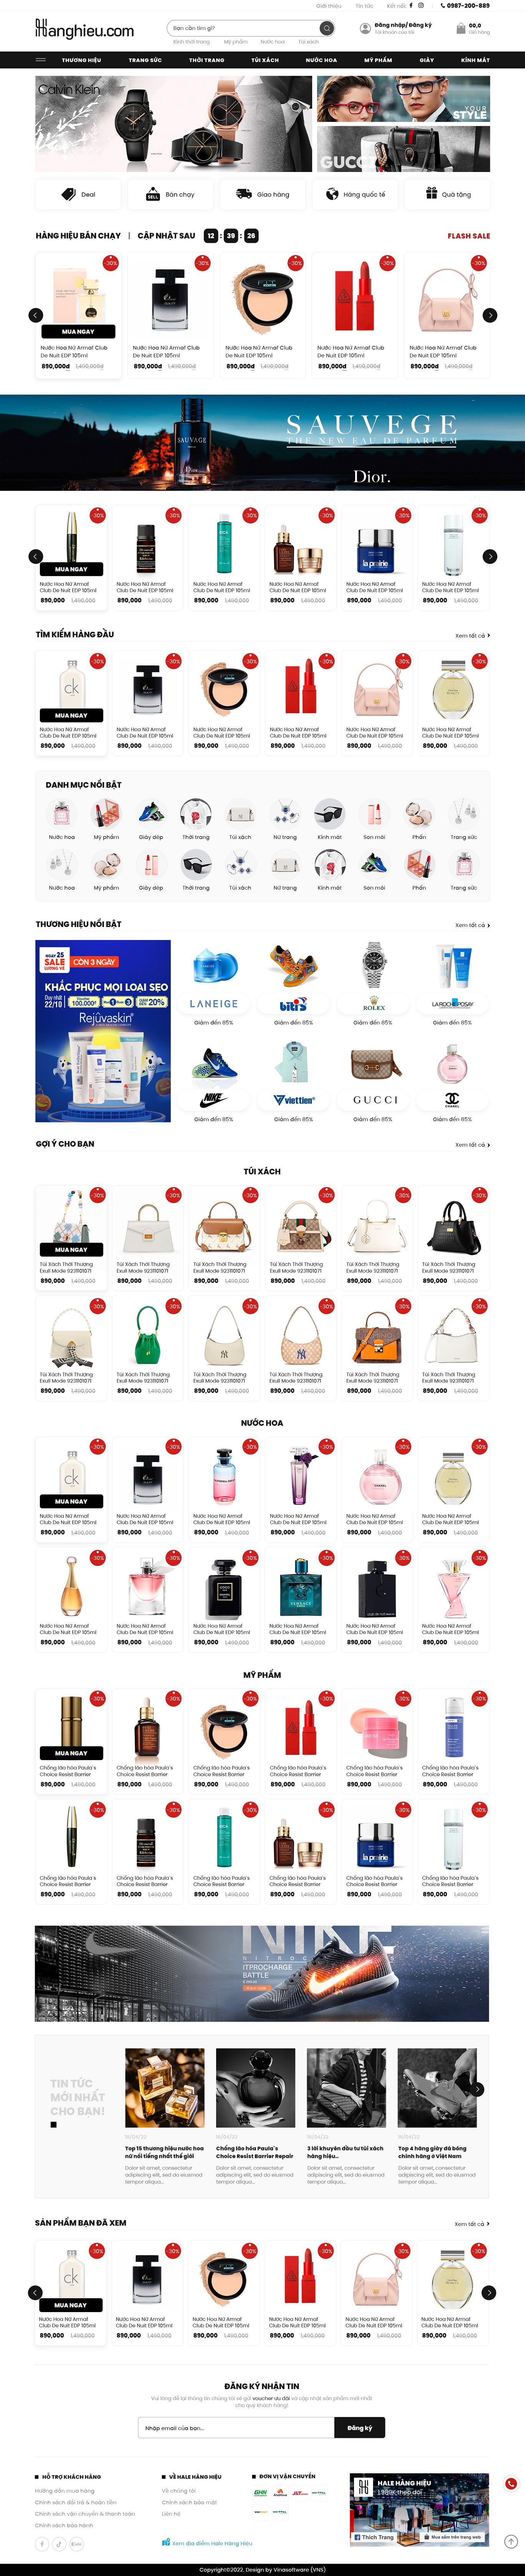 Giới thiệu Tin tức Kết nối 0987-200-889
Hanghieu.com
Bạn cần tìm gì?
Đăng nhập/ Đăng ký
Tài khoản của tôi
00,0
Giỏ hàng
Bình thời trang Mỹ phẩm Nước hoa Túi xách
THƯƠNG HIỆU TRANG SỨC THỜI TRANG TÚI XÁCH NƯỚC HOA MỸ PHẨM GIÀY KÍNH MẮT
Calvin Klein
YOUR
STYLE
GUCCI
Deal Bán chạy Giao hàng Hàng quốc tế Quà tặng
HÀNG HIỆU BÁN CHẠY | CẬP NHẬT SAU 12 : 39 : 26
FLASH SALE
-30% -30% -30% -30% -30%
MUA NGAY
Nước Hoa Nữ Armaf Club Nước Hoa Nữ Armaf Club Nước Hoa Nữ Armaf Club Nước Hoa Nữ Armaf Club Nước Hoa Nữ Armaf Club
De Nuit EDP 105ml De Nuit EDP 105ml De Nuit EDP 105ml De Nuit EDP 105ml De Nuit EDP 105ml
890,000₫ 1,490,000₫ 890,000₫ 1,490,000₫ 890,000₫ 1,490,000₫ 890,000₫ 1,490,000₫ 890,000₫ 1,490,000₫
SAUVAGE
SAUVEGE
THE NEW EAU DE PARFUM
Dior.
-30% -30% -30% -30% -30% -30%
la prairie
MUA NGAY
Nước Hoa Nữ Armaf Nước Hoa Nữ Armaf Nước Hoa Nữ Armaf Nước Hoa Nữ Armaf Nước Hoa Nữ Armaf Nước Hoa Nữ Armaf
Club De Nuit EDP 105ml Club De Nuit EDP 105ml Club De Nuit EDP 105ml Club De Nuit EDP 105ml Club De Nuit EDP 105ml Club De Nuit EDP 105ml
890,000 1,490,000 890,000 1,490,000 890,000 1,490,000 890,000 1,490,000 890,000 1,490,000 890,000 1,490,000
TÌM KIẾM HÀNG ĐẦU
Xem tất cả
-30% -30% -30% -30% -30% -30%
ck
MUA NGAY
Nước Hoa Nữ Armaf Nước Hoa Nữ Armaf Nước Hoa Nữ Armaf Nước Hoa Nữ Armaf Nước Hoa Nữ Armaf Nước Hoa Nữ Armaf
Club De Nuit EDP 105ml Club De Nuit EDP 105ml Club De Nuit EDP 105ml Club De Nuit EDP 105ml Club De Nuit EDP 105ml Club De Nuit EDP 105ml
890,000 1,490,000 890,000 1,490,000 890,000 1,490,000 890,000 1,490,000 890,000 1,490,000 890,000 1,490,000
DANH MỤC NỔI BẬT
Nước hoa Mỹ phẩm Giày dép Thời trang Túi xách Nữ trang Kính mát Son môi Phấn Trang sức
Nước hoa Mỹ phẩm Giày dép Thời trang Túi xách Nữ trang Kính mát Son môi Phấn Trang sức
THƯƠNG HIỆU NỔI BẬT
Xem tất cả
NGÀY 25
SALE
LƯƠNG VỀ
CÒN 3 NGÀY
KHẮC PHỤC MỌI LOẠI SẸO
DUY NHẤT
22/10
100.000đ
20%
Rejûvaskin
LANEIGE bitis ROLEX LA ROCHE POSAY
Giảm đến 85% Giảm đến 85% Giảm đến 85% Giảm đến 85%
NIKE Viettien GUCCI CHANEL
Giảm đến 85% Giảm đến 85% Giảm đến 85% Giảm đến 85%
GỢI Ý CHO BẠN
Xem tất cả
TÚI XÁCH
-30% -30% -30% -30% -30% -30%
MUA NGAY
Túi Xách Thời Thượng Túi Xách Thời Thượng Túi Xách Thời Thượng Túi Xách Thời Thượng Túi Xách Thời Thượng Túi Xách Thời Thượng
Exull Mode 9231101071 Exull Mode 9231101071 Exull Mode 9231101071 Exull Mode 9231101071 Exull Mode 9231101071 Exull Mode 9231101071
890,000 1,490,000 890,000 1,490,000 890,000 1,490,000 890,000 1,490,000 890,000 1,490,000 890,000 1,490,000
-30% -30% -30% -30% -30% -30%
Túi Xách Thời Thượng Túi Xách Thời Thượng Túi Xách Thời Thượng Túi Xách Thời Thượng Túi Xách Thời Thượng Túi Xách Thời Thượng
Exull Mode 9231101071 Exull Mode 9231101071 Exull Mode 9231101071 Exull Mode 9231101071 Exull Mode 9231101071 Exull Mode 9231101071
890,000 1,490,000 890,000 1,490,000 890,000 1,490,000 890,000 1,490,000 890,000 1,490,000 890,000 1,490,000
NƯỚC HOA
-30% -30% -30% -30% -30% -30%
ck
MUA NGAY
Nước Hoa Nữ Armaf Nước Hoa Nữ Armaf Nước Hoa Nữ Armaf Nước Hoa Nữ Armaf Nước Hoa Nữ Armaf Nước Hoa Nữ Armaf
Club De Nuit EDP 105ml Club De Nuit EDP 105ml Club De Nuit EDP 105ml Club De Nuit EDP 105ml Club De Nuit EDP 105ml Club De Nuit EDP 105ml
890,000 1,490,000 890,000 1,490,000 890,000 1,490,000 890,000 1,490,000 890,000 1,490,000 890,000 1,490,000
-30% -30% -30% -30% -30% -30%
Nước Hoa Nữ Armaf Nước Hoa Nữ Armaf Nước Hoa Nữ Armaf Nước Hoa Nữ Armaf Nước Hoa Nữ Armaf Nước Hoa Nữ Armaf
Club De Nuit EDP 105ml Club De Nuit EDP 105ml Club De Nuit EDP 105ml Club De Nuit EDP 105ml Club De Nuit EDP 105ml Club De Nuit EDP 105ml
890,000 1,490,000 890,000 1,490,000 890,000 1,490,000 890,000 1,490,000 890,000 1,490,000 890,000 1,490,000
MỸ PHẨM
-30% -30% -30% -30% -30% -30%
MUA NGAY
Chống lão hóa Paula's Chống lão hóa Paula's Chống lão hóa Paula's Chống lão hóa Paula's Chống lão hóa Paula's Chống lão hóa Paula's
Choice Resist Barrier Choice Resist Barrier Choice Resist Barrier Choice Resist Barrier Choice Resist Barrier Choice Resist Barrier
890,000 1,490,000 890,000 1,490,000 890,000 1,490,000 890,000 1,490,000 890,000 1,490,000 890,000 1,490,000
-30% -30% -30% -30% -30% -30%
la prairie
Chống lão hóa Paula's Chống lão hóa Paula's Chống lão hóa Paula's Chống lão hóa Paula's Chống lão hóa Paula's Chống lão hóa Paula's
Choice Resist Barrier Choice Resist Barrier Choice Resist Barrier Choice Resist Barrier Choice Resist Barrier Choice Resist Barrier
890,000 1,490,000 890,000 1,490,000 890,000 1,490,000 890,000 1,490,000 890,000 1,490,000 890,000 1,490,000
NIKE
NITROC
ITPROCHARGE
BATTLE
TIN TỨC
MỚI NHẤT
CHO BẠN!
15/04/22 15/04/22 15/04/22 15/04/22
Top 15 thương hiệu nước hoa Chống lão hóa Paula's 3 lời khuyên đầu tư túi xách Top 4 hãng giày đá bóng
nữ nổi tiếng nhất thế giới Choice Resist Barrier Repair hàng hiệu.. chính hãng ở Việt Nam
Dolor sit amet, consectetur Dolor sit amet, consectetur Dolor sit amet, consectetur Dolor sit amet, consectetur
adipiscing elit, sed do eiusmod adipiscing elit, sed do eiusmod adipiscing elit, sed do eiusmod adipiscing elit, sed do eiusmod
tempor aliqua... tempor aliqua... tempor aliqua... tempor aliqua...
SẢN PHẨM BẠN ĐÃ XEM
Xem tất cả
-30% -30% -30% -30% -30% -30%
ck
MUA NGAY
Nước Hoa Nữ Armaf Nước Hoa Nữ Armaf Nước Hoa Nữ Armaf Nước Hoa Nữ Armaf Nước Hoa Nữ Armaf Nước Hoa Nữ Armaf
Club De Nuit EDP 105ml Club De Nuit EDP 105ml Club De Nuit EDP 105ml Club De Nuit EDP 105ml Club De Nuit EDP 105ml Club De Nuit EDP 105ml
890,000 1,490,000 890,000 1,490,000 890,000 1,490,000 890,000 1,490,000 890,000 1,490,000 890,000 1,490,000
ĐĂNG KÝ NHẬN TIN
Vui lòng để lại thông tin chúng tôi sẽ gửi voucher ưu đãi và cập nhật sản phẩm mới nhất
cho quý khách hàng!
Nhập email của bạn...
Đăng ký
HỖ TRỢ KHÁCH HÀNG
Hướng dẫn mua hàng
Chính sách đổi trả & hoàn tiền
Chính sách vận chuyển & thanh toán
Chính sách bảo hành
VỀ HALE HÀNG HIỆU
Về chúng tôi
Chính sách bảo mật
Liên hệ
Xem địa điểm Hale Hàng Hiệu
ĐƠN VỊ VẬN CHUYỂN
GHN
HALE HÀNG HIỆU
1,989K theo dõi
Thích Trang
Mua sắm trên trang web
Copyright©2022. Design by Vinasoftware (VNS)